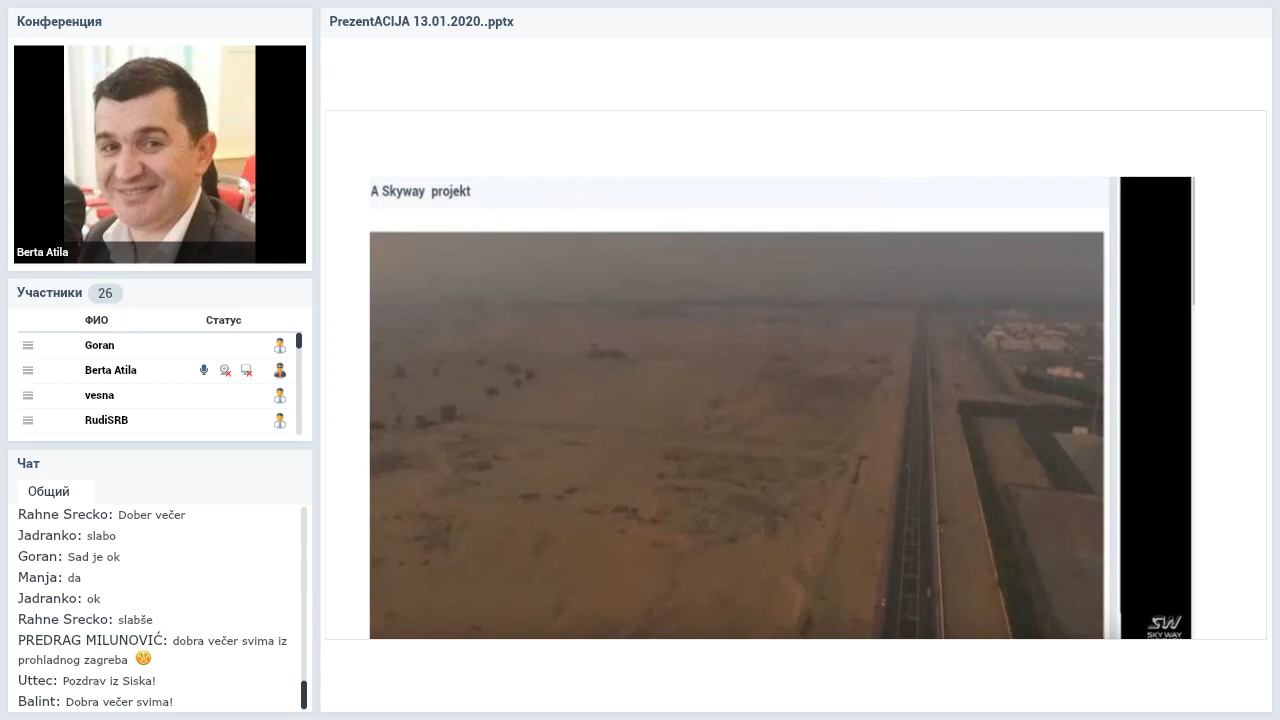 Конференция
Berta Atila
Участники 26
ФИО Статус
Goran
Berta Atila
vesna
RudiSRB
Чат
Общий
Rahne Srecko: Dober večer
Jadranko: slabo
Goran: Sad je ok
Manja: da
Jadranko: ok
Rahne Srecko: slabše
PREDRAG MILUNOVIĆ: dobra večer svima iz
prohladnog zagreba
Uttec: Pozdrav iz Siska!
Balint: Dobra večer svima!
PrezentACIJA 13.01.2020..pptx
A Skyway projekt
SW
SKY WAY